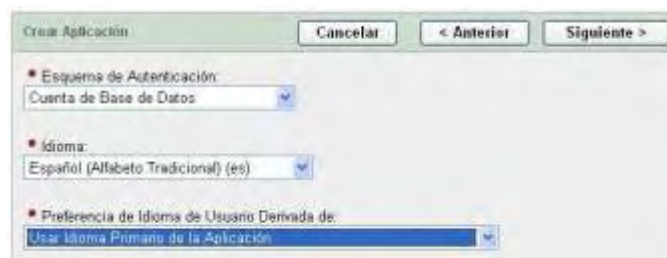 Crear Aplicación Cancelar < Anterior Siguiente >
* Esquema de Autenticación:
Cuenta de Base de Datos
* Idioma:
Español (Alfabeto Tradicional) (es)
* Preferencia de Idioma de Usuario Derivada de:
Usar Idioma Primario de la Aplicación